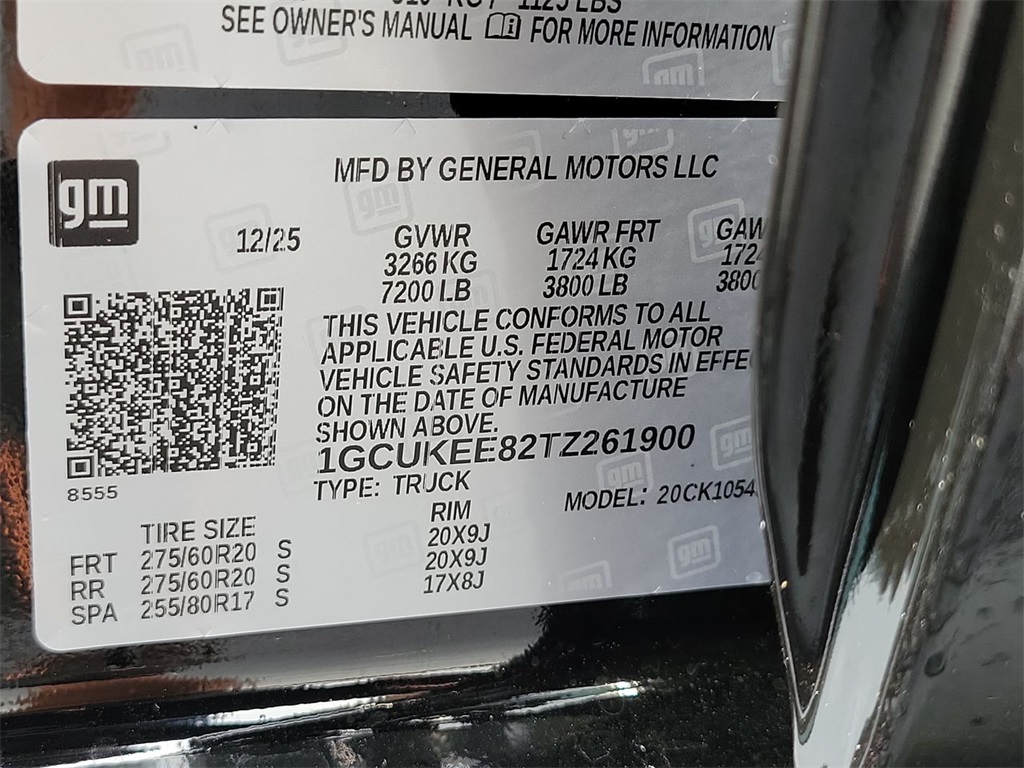 1125 LBS
SEE OWNER'S MANUAL FOR MORE INFORMATION
gm
MFD BY GENERAL MOTORS LLC
12/25 GVWR GAWR FRT
3266 KG 1724 KG
7200 LB 3800 LB 3800
THIS VEHICLE CONFORMS TO ALL
APPLICABLE U.S. FEDERAL MOTOR
VEHICLE SAFETY STANDARDS IN
ON THE DATE OF MANUFACTURE
SHOWN ABOVE.
1GCUKEE82TZ261900
8555
TYPE: TRUCK MODEL: 20CK1054
TIRE SIZE RIM
FRT 275/60R20 S 20X9J
RR 275/60R20 S 20X9J
SPA 255/80R17 S 17X8J